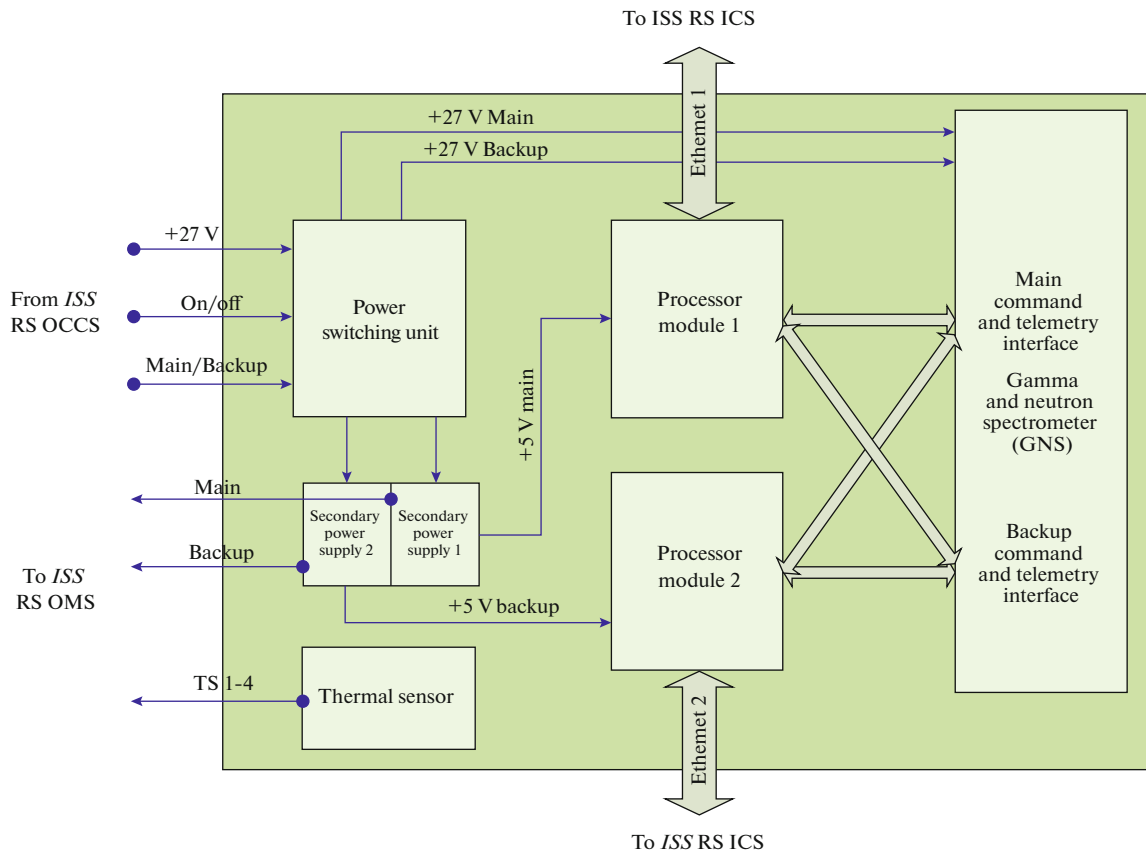 To ISS RS ICS
Ethemet 1
+27 V Main
+27 V Backup
+27 V
From ISS
RS OCCS
On/off
Main/Backup
Power
switching unit
Processor
module 1
Main
command
and telemetry
interface
Gamma
and neutron
spectrometer
(GNS)
+5 V main
Main
Backup
To ISS
RS OMS
Secondary
power
supply 2
Secondary
power
supply 1
Processor
module 2
Backup
command
and telemetry
interface
+5 V backup
TS 1-4
Thermal sensor
Ethemet 2
To ISS RS ICS